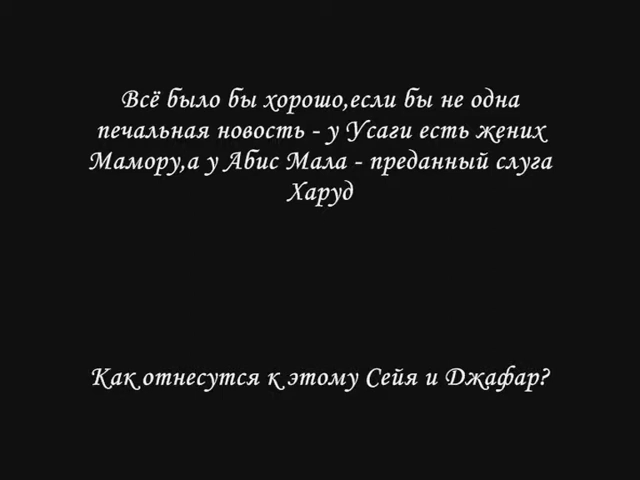 Всё было бы хорошо,если бы не одна
печальная новость - у Усаги есть жених
Мамору,а у Абис Мала - преданный слуга
Харуд
Как отнесутся к этому Сейя и Джафар?